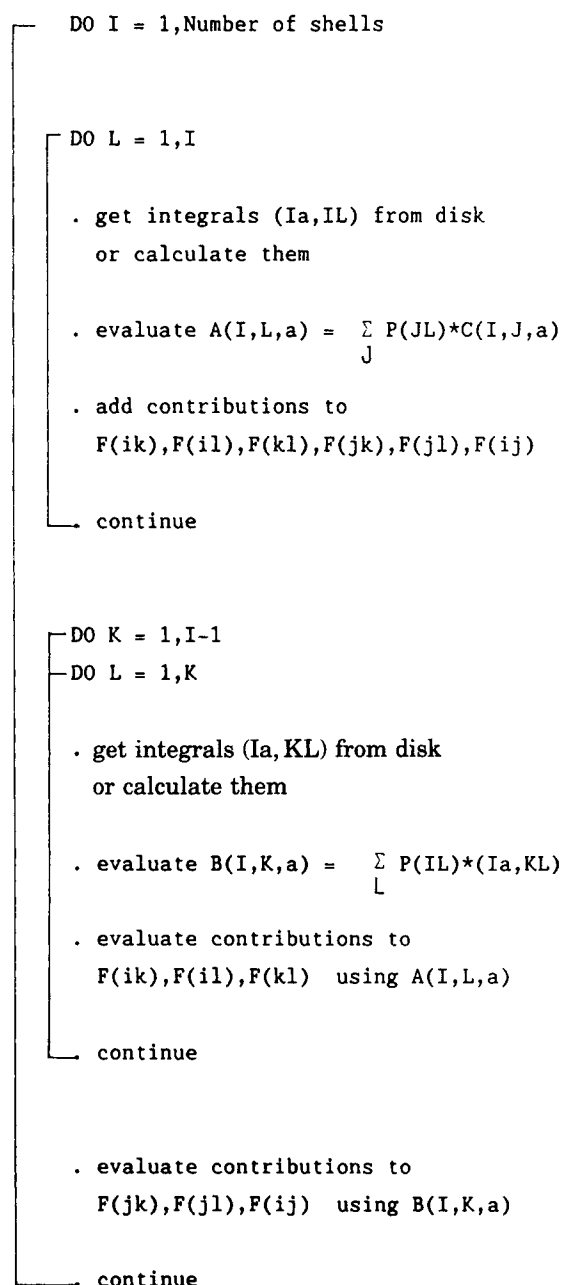 DO I = 1,Number of shells
DO L = 1,I
. get integrals (Ia,IL) from disk
or calculate them
. evaluate A(I,L,a) = Σ P(JL)*C(I,J,a)
J
. add contributions to
F(ik),F(il),F(kl),F(jk),F(jl),F(ij)
. continue
DO K = 1,I-1
DO L = 1,K
. get integrals (Ia, KL) from disk
or calculate them
. evaluate B(I,K,a) = Σ P(IL)*(Ia,KL)
L
. evaluate contributions to
F(ik),F(il),F(kl) using A(I,L,a)
. continue
. evaluate contributions to
F(jk),F(jl),F(ij) using B(I,K,a)
. continue